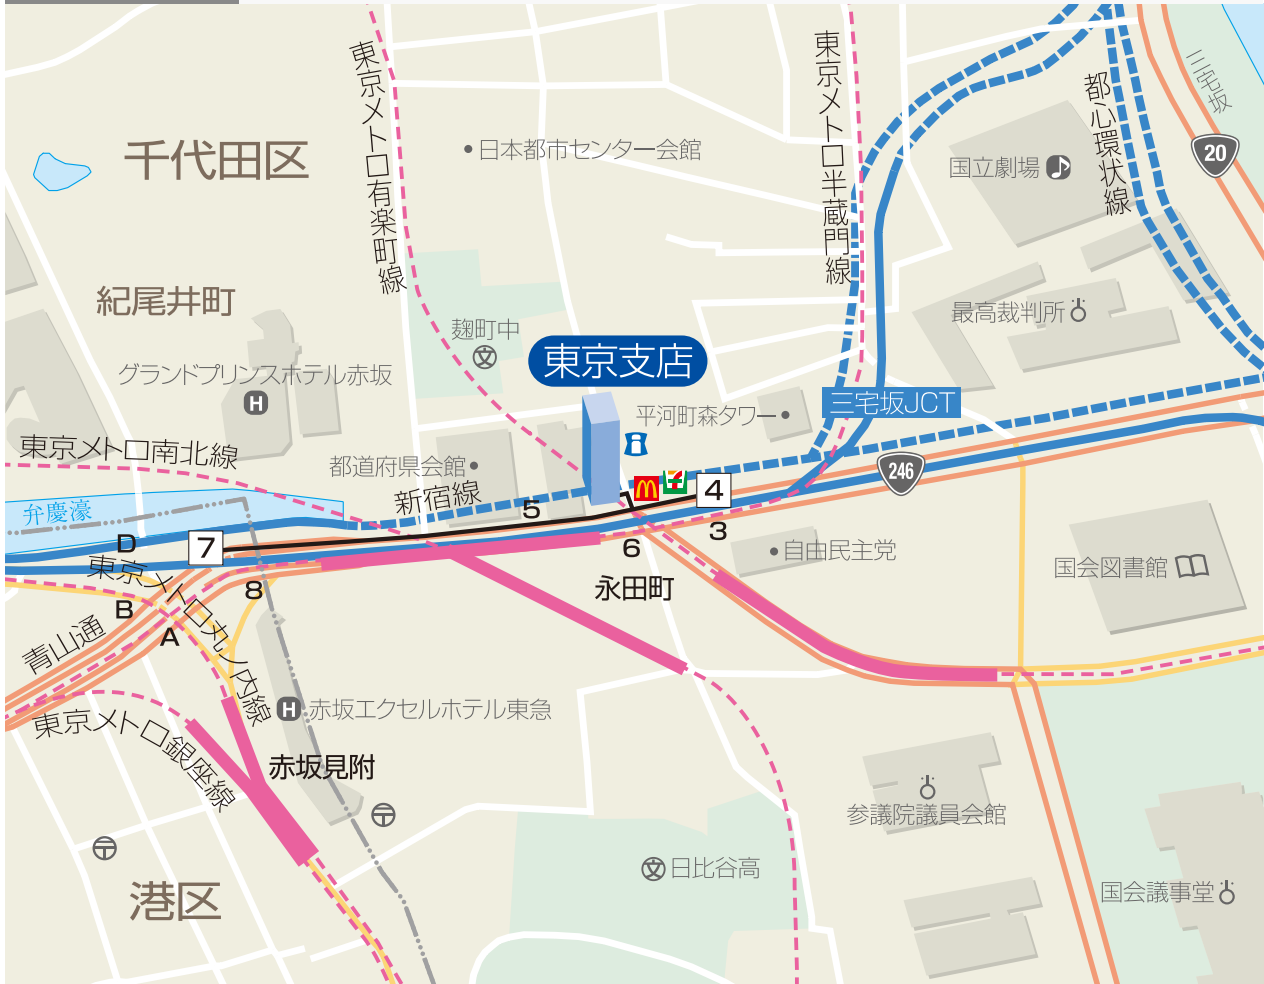 東京メトロ有楽町線
東京メトロ半蔵門線
都心環状線
三宅坂
20
千代田区
日本都市センター会館
国立劇場
紀尾井町
最高裁判所
麹町中
文
東京支店
グランドプリンスホテル赤坂
H
三宅坂JCT
平河町森タワー
東京メトロ南北線
都道府県会館
246
新宿線
4
弁慶濠
5
3
D
7
6
自由民主党
国会図書館
東京メトロ丸ノ内線
8
永田町
B
A
青山通
H
赤坂エクセルホテル東急
東京メトロ銀座線
赤坂見附
参議院議員会館
文
日比谷高
港区
国会議事堂